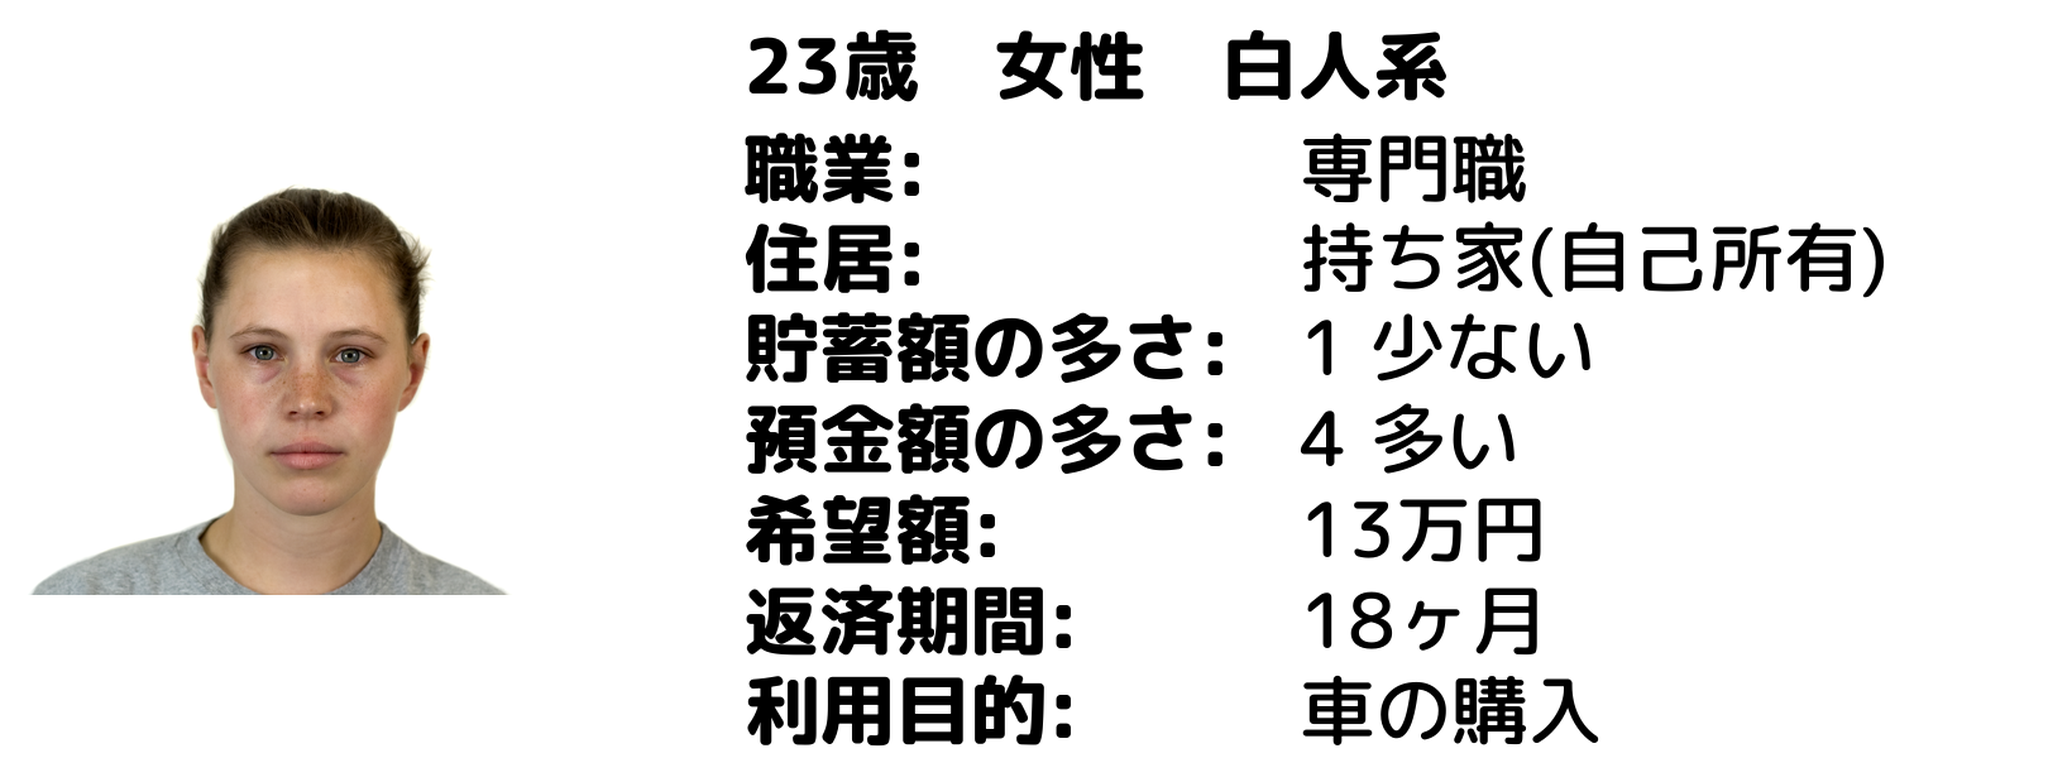 23歳　女性　白人系
職業: 専門職
住居: 持ち家(自己所有)
貯蓄額の多さ: 1 少ない
預金額の多さ: 4 多い
希望額: 13万円
返済期間: 18ヶ月
利用目的: 車の購入